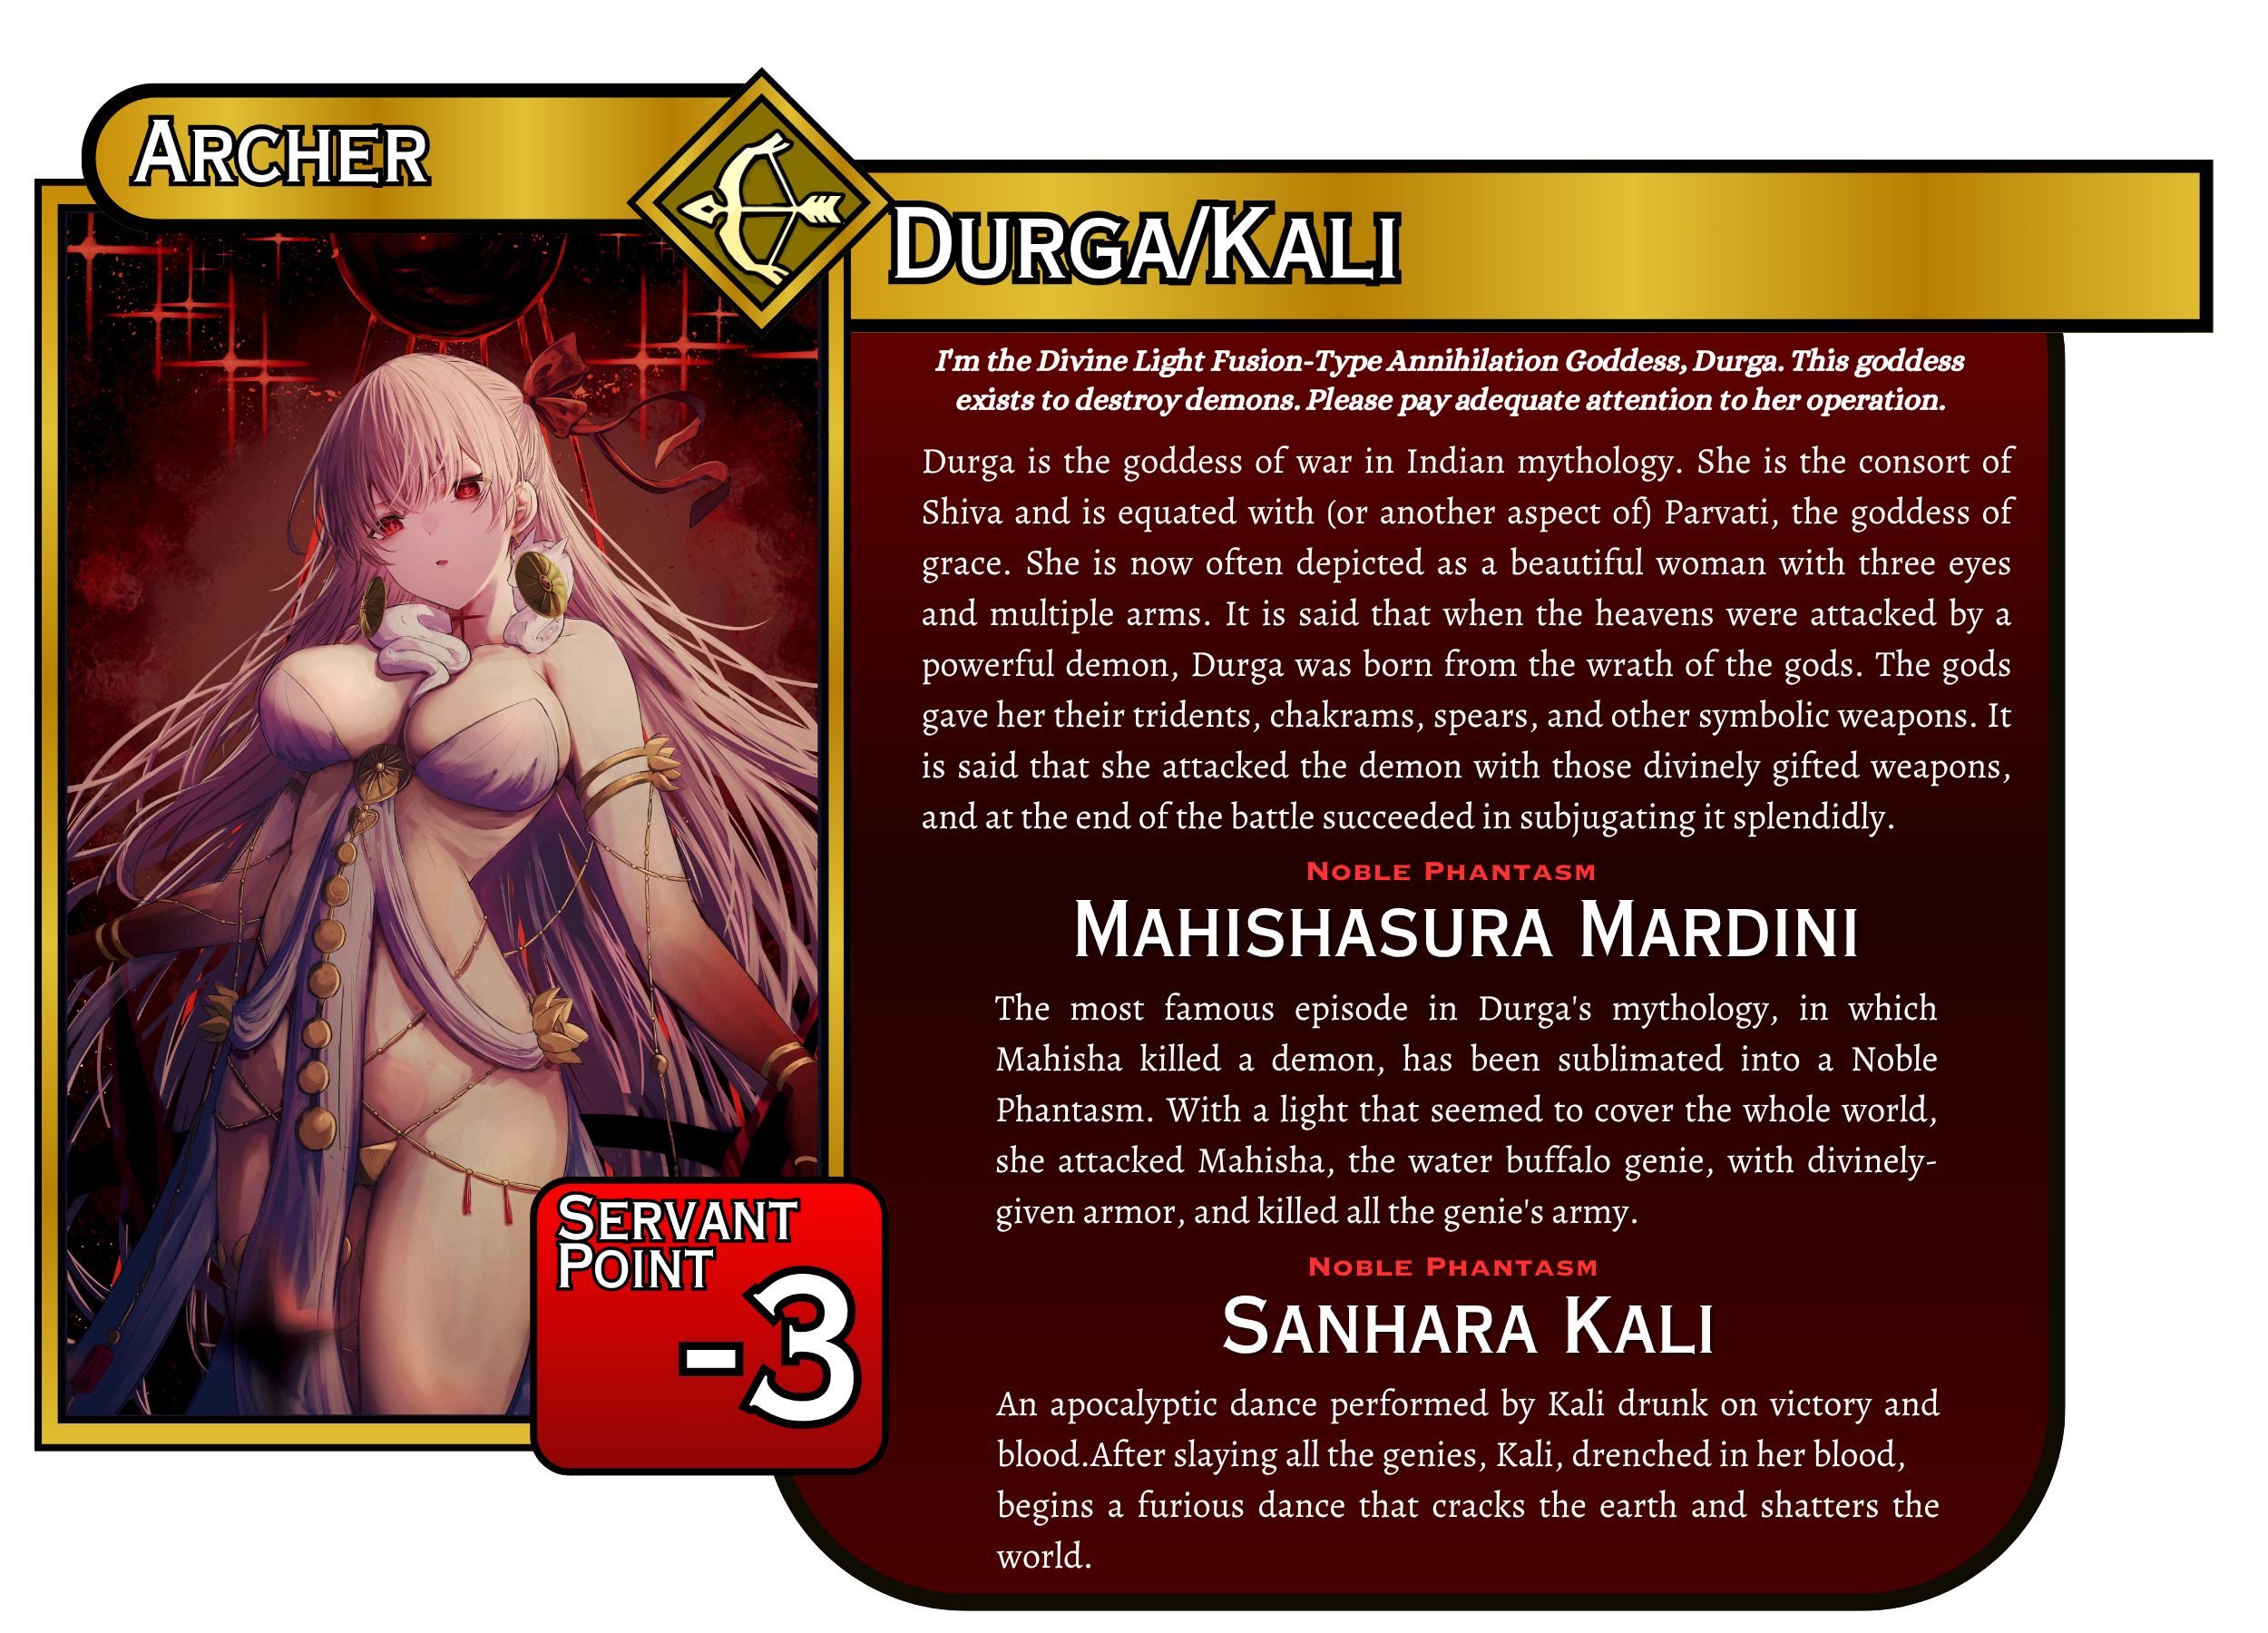 Archer
Durga/Kali
I'm the Divine Light Fusion-Type Annihilation Goddess, Durga. This goddess
exists to destroy demons. Please pay adequate attention to her operation.
Durga is the goddess of war in Indian mythology. She is the consort of
Shiva and is equated with (or another aspect of) Parvati, the goddess of
grace. She is now often depicted as a beautiful woman with three eyes
and multiple arms. It is said that when the heavens were attacked by a
powerful demon, Durga was born from the wrath of the gods. The gods
gave her their tridents, chakrams, spears, and other symbolic weapons. It
is said that she attacked the demon with those divinely gifted weapons,
and at the end of the battle succeeded in subjugating it splendidly.
Noble Phantasm
Mahishasura Mardini
The most famous episode in Durga's mythology, in which
Mahisha killed a demon, has been sublimated into a Noble
Phantasm. With a light that seemed to cover the whole world,
she attacked Mahisha, the water buffalo genie, with divinely-
given armor, and killed all the genie's army.
Noble Phantasm
Sanhara Kali
An apocalyptic dance performed by Kali drunk on victory and
blood.After slaying all the genies, Kali, drenched in her blood,
begins a furious dance that cracks the earth and shatters the
world.
Servant
Point
-3